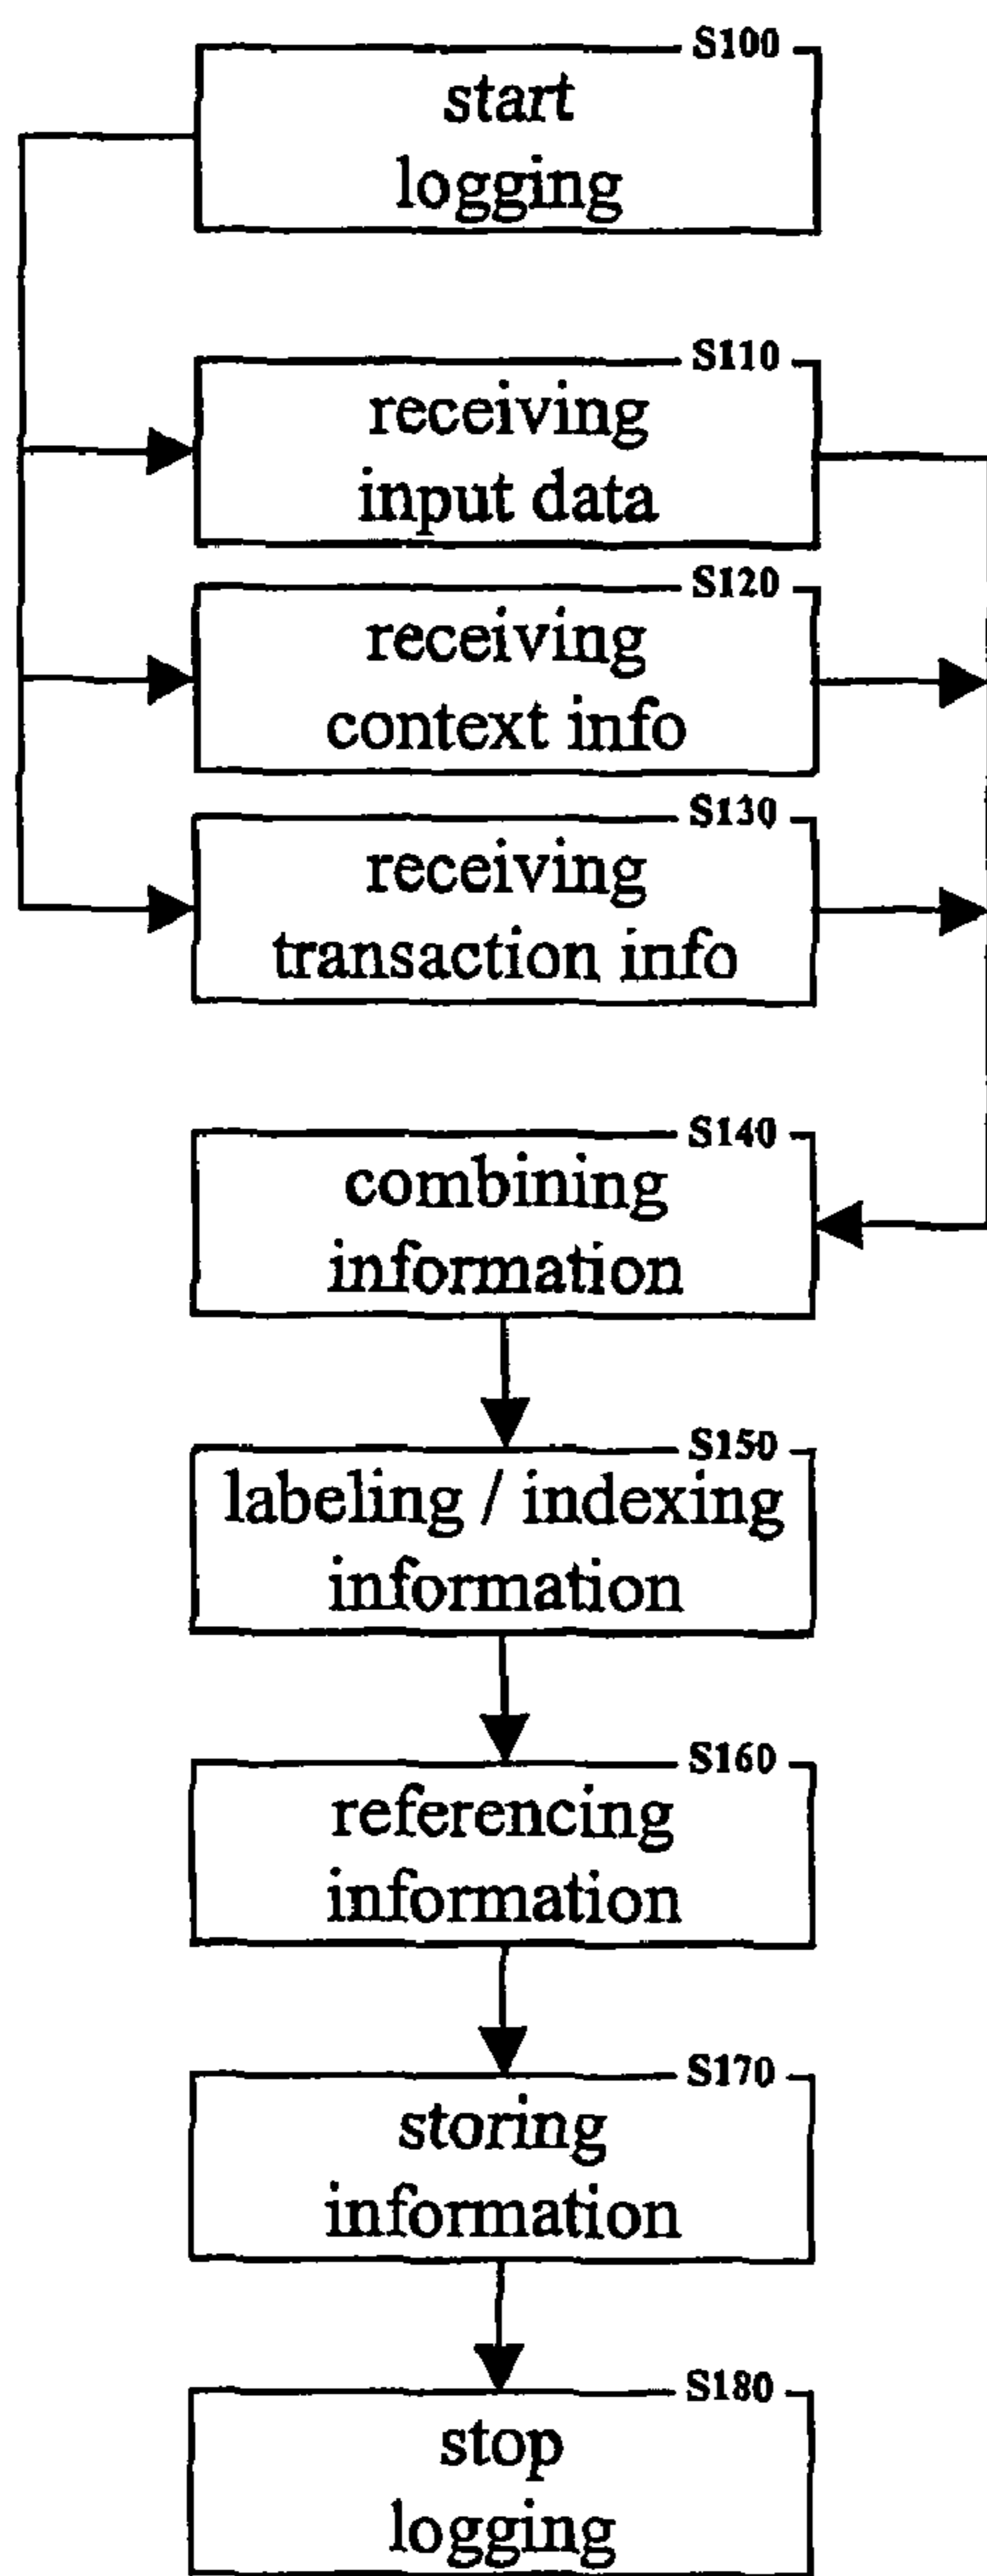 S100
start
logging
S110
receiving
input data
S120
receiving
context info
S130
receiving
transaction info
S140
combining
information
S150
labeling / indexing
information
S160
referencing
information
S170
storing
information
S180
stop
logging